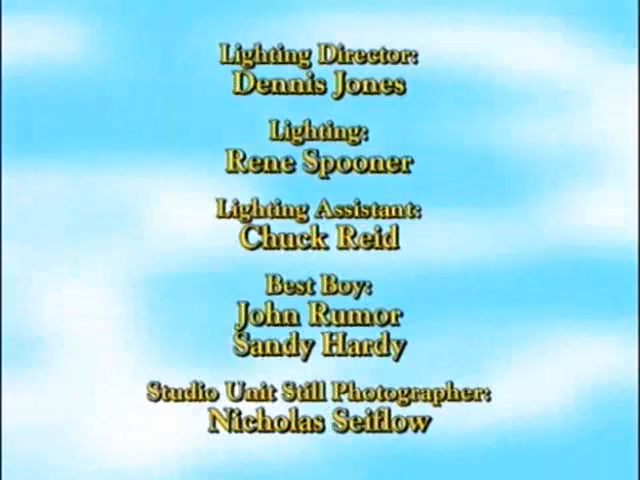 Lighting Director:
Dennis Jones
Lighting:
Rene Spooner
Lighting Assistant:
Chuck Reid
Best Boy:
John Rumor
Sandy Hardy
Studio Unit Still Photographer:
Nicholas Seiflow